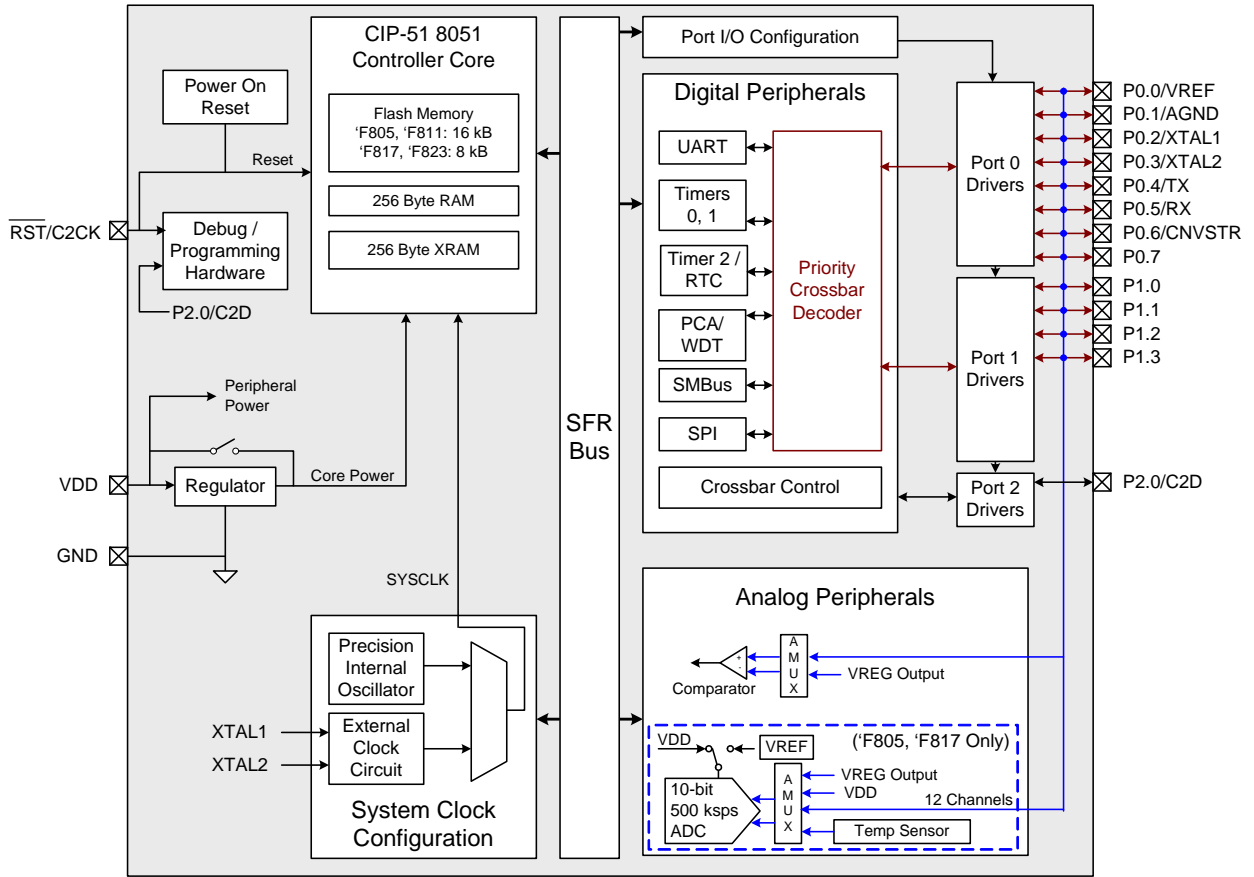 CIP-51 8051
Controller Core
Flash Memory
‘F805, ‘F811: 16 kB
‘F817, ‘F823: 8 kB
256 Byte RAM
256 Byte XRAM
Power On
Reset
Reset
RST/C2CK
Debug /
Programming
Hardware
P2.0/C2D
Peripheral
Power
VDD
Regulator
Core Power
GND
SYSCLK
Precision
Internal
Oscillator
XTAL1
XTAL2
External
Clock
Circuit
System Clock
Configuration
SFR
Bus
Port I/O Configuration
Digital Peripherals
UART
Timers
0, 1
Timer 2 /
RTC
PCA/
WDT
SMBus
SPI
Priority
Crossbar
Decoder
Crossbar Control
Port 0
Drivers
Port 1
Drivers
Port 2
Drivers
P0.0/VREF
P0.1/AGND
P0.2/XTAL1
P0.3/XTAL2
P0.4/TX
P0.5/RX
P0.6/CNVSTR
P0.7
P1.0
P1.1
P1.2
P1.3
P2.0/C2D
Analog Peripherals
+
-
Comparator
A
M
U
X
VREG Output
(‘F805, ‘F817 Only)
VDD
VREF
10-bit
500 ksps
ADC
A
M
U
X
VREG Output
VDD
12 Channels
Temp Sensor